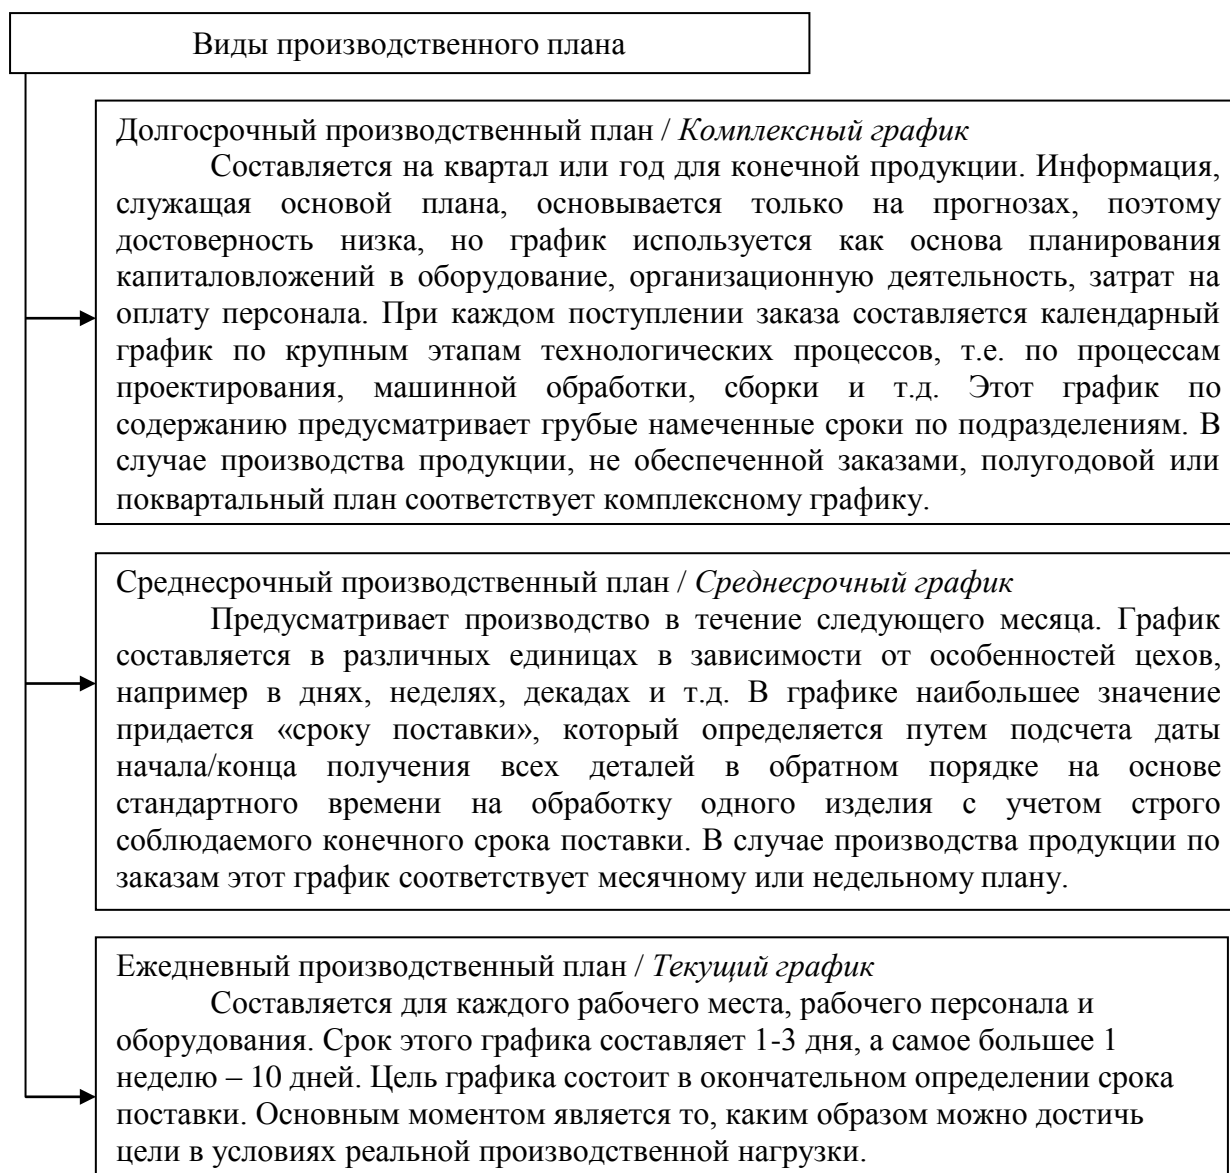 Виды производственного плана
Долгосрочный производственный план / Комплексный график
Составляется на квартал или год для конечной продукции. Информация,
служащая основой плана, основывается только на прогнозах, поэтому
достоверность низка, но график используется как основа планирования
капиталовложений в оборудование, организационную деятельность, затрат на
оплату персонала. При каждом поступлении заказа составляется календарный
график по крупным этапам технологических процессов, т.е. по процессам
проектирования, машинной обработки, сборки и т.д. Этот график по
содержанию предусматривает грубые намеченные сроки по подразделениям. В
случае производства продукции, не обеспеченной заказами, полугодовой или
поквартальный план соответствует комплексному графику.
Среднесрочный производственный план / Среднесрочный график
Предусматривает производство в течение следующего месяца. График
составляется в различных единицах в зависимости от особенностей цехов,
например в днях, неделях, декадах и т.д. В графике наибольшее значение
придается «сроку поставки», который определяется путем подсчета даты
начала/конца получения всех деталей в обратном порядке на основе
стандартного времени на обработку одного изделия с учетом строго
соблюдаемого конечного срока поставки. В случае производства продукции по
заказам этот график соответствует месячному или недельному плану.
Ежедневный производственный план / Текущий график
Составляется для каждого рабочего места, рабочего персонала и
оборудования. Срок этого графика составляет 1-3 дня, а самое большее 1
неделю – 10 дней. Цель графика состоит в окончательном определении срока
поставки. Основным моментом является то, каким образом можно достичь
цели в условиях реальной производственной нагрузки.